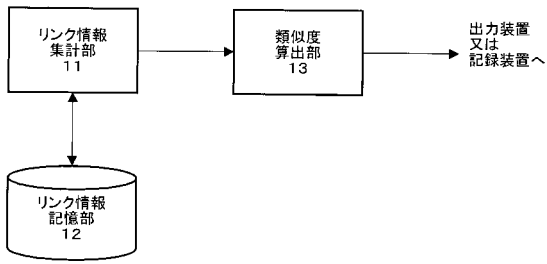 リンク情報
集計部
11
類似度
算出部
13
出力装置
又は
記録装置へ
リンク情報
記憶部
12